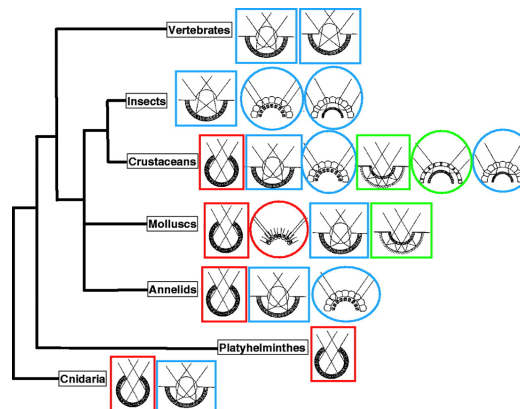 Vertebrates
Insects
Crustaceans
Molluscs
Annelids
Platyhelminthes
Cnidaria